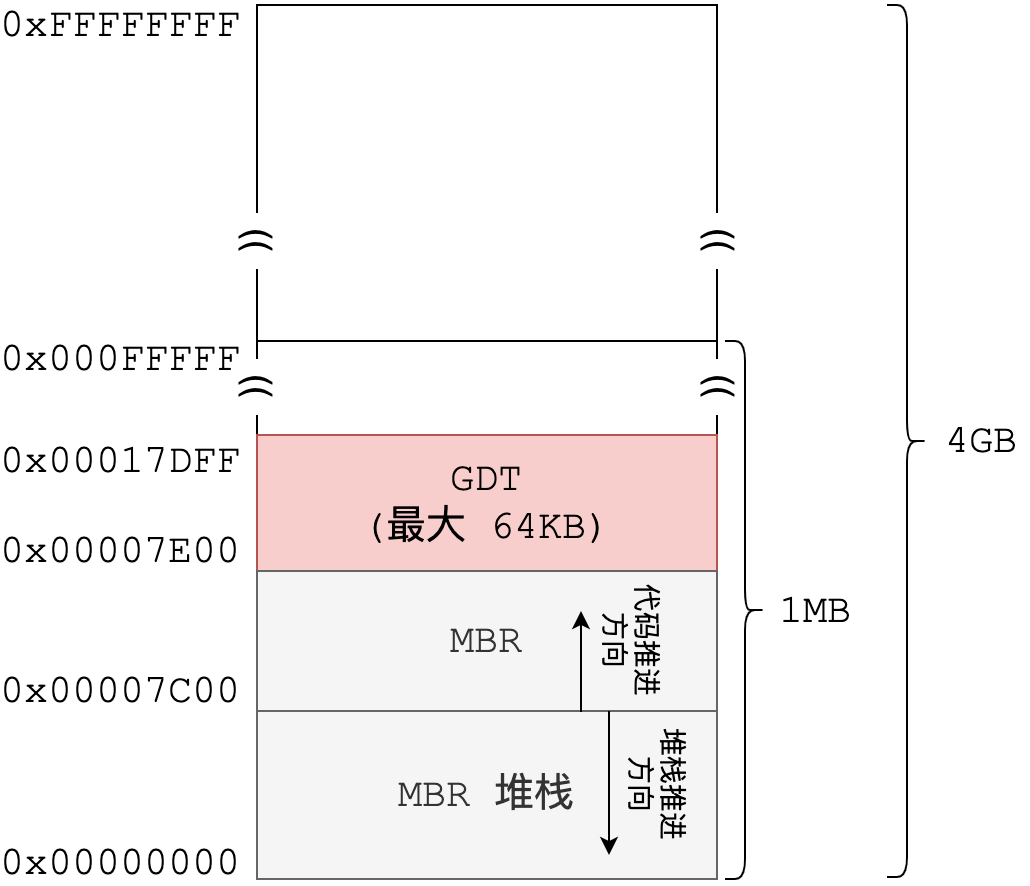 0xFFFFFFFF
0x000FFFFF
0x00017DFF
GDT
(最大 64KB)
4GB
0x00007E00
代码推进
方向
1MB
MBR
0x00007C00
堆栈推进
方向
MBR 堆栈
0x00000000